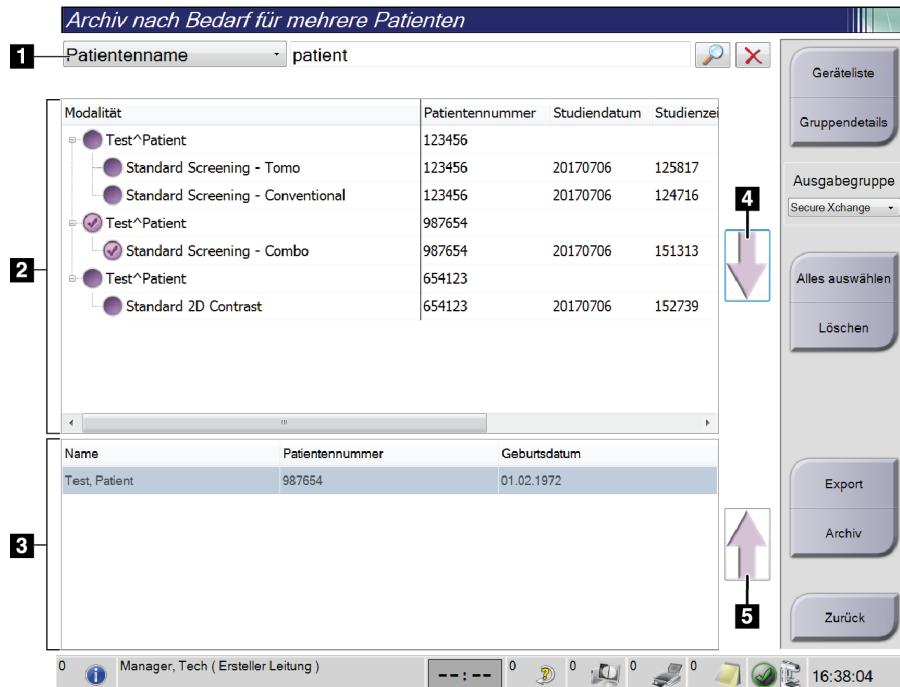 Archiv nach Bedarf für mehrere Patienten
1
Patientenname
patient
Geräteliste
Gruppendetails
Ausgabegruppe
Secure Xchange
Alles auswählen
Löschen
Export
Archiv
Zurück
2
Modalität Patientennummer Studiendatum Studienzei
Test^Patient 123456
Standard Screening - Tomo 123456 20170706 125817
Standard Screening - Conventional 123456 20170706 124716
Test^Patient 987654
Standard Screening - Combo 987654 20170706 151313
Test^Patient 654123
Standard 2D Contrast 654123 20170706 152739
4
3
Name Patientennummer Geburtsdatum
Test, Patient 987654 01.02.1972
5
0 Manager, Tech ( Ersteller Leitung ) --:-- 0 0 0 0 16:38:04